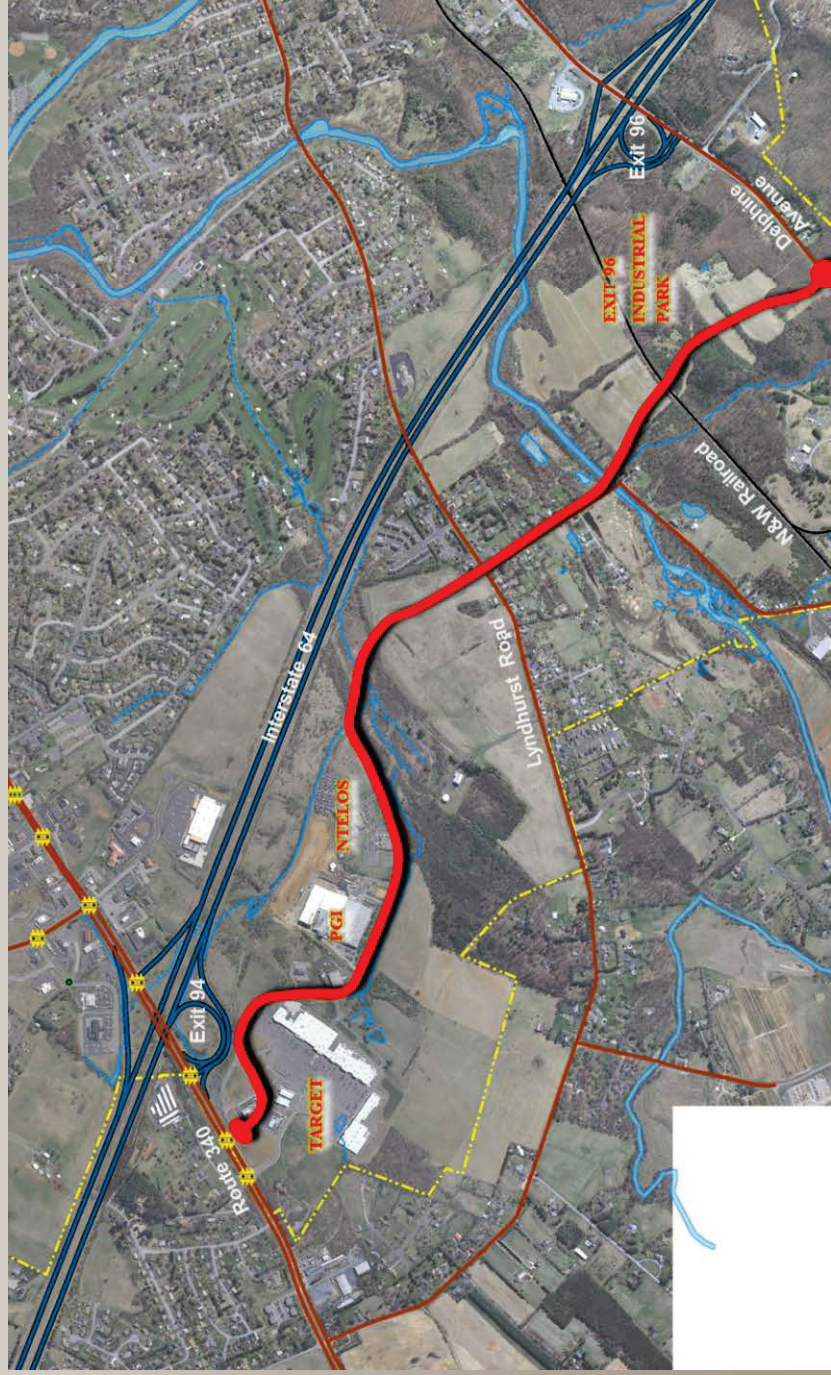 Exit 96
Delphine
Avenue
EXIT 96
INDUSTRIAL
PARK
N&W Railroad
Interstate 64
Lyndhurst Road
NTELOS
PGI
Exit 94
TARGET
Route 340